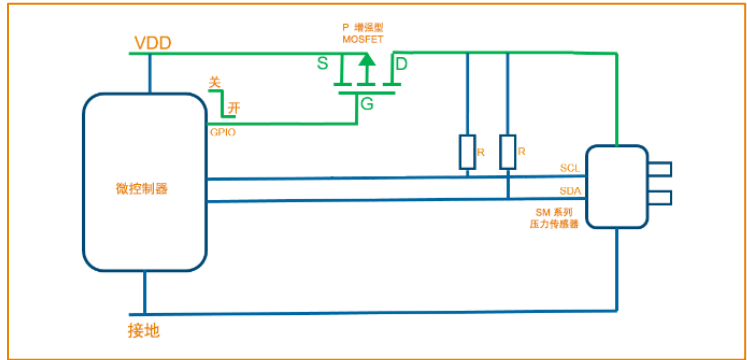 P 增强型
MOSFET
VDD
S
D
G
关
开
GPIO
R
R
微控制器
SCL
SDA
SM 系列
压力传感器
接地